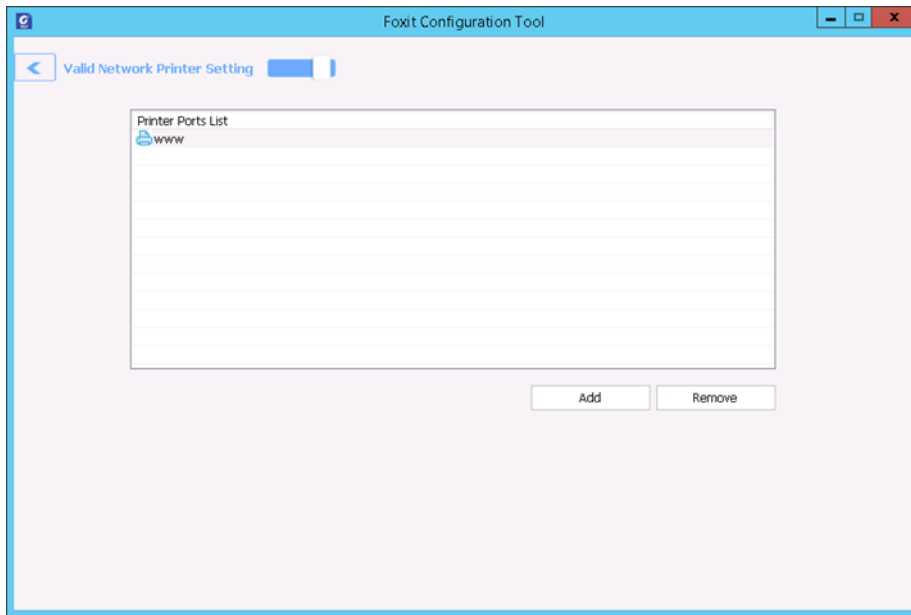 Foxit Configuration Tool
Valid Network Printer Setting
Printer Ports List
www
Add Remove